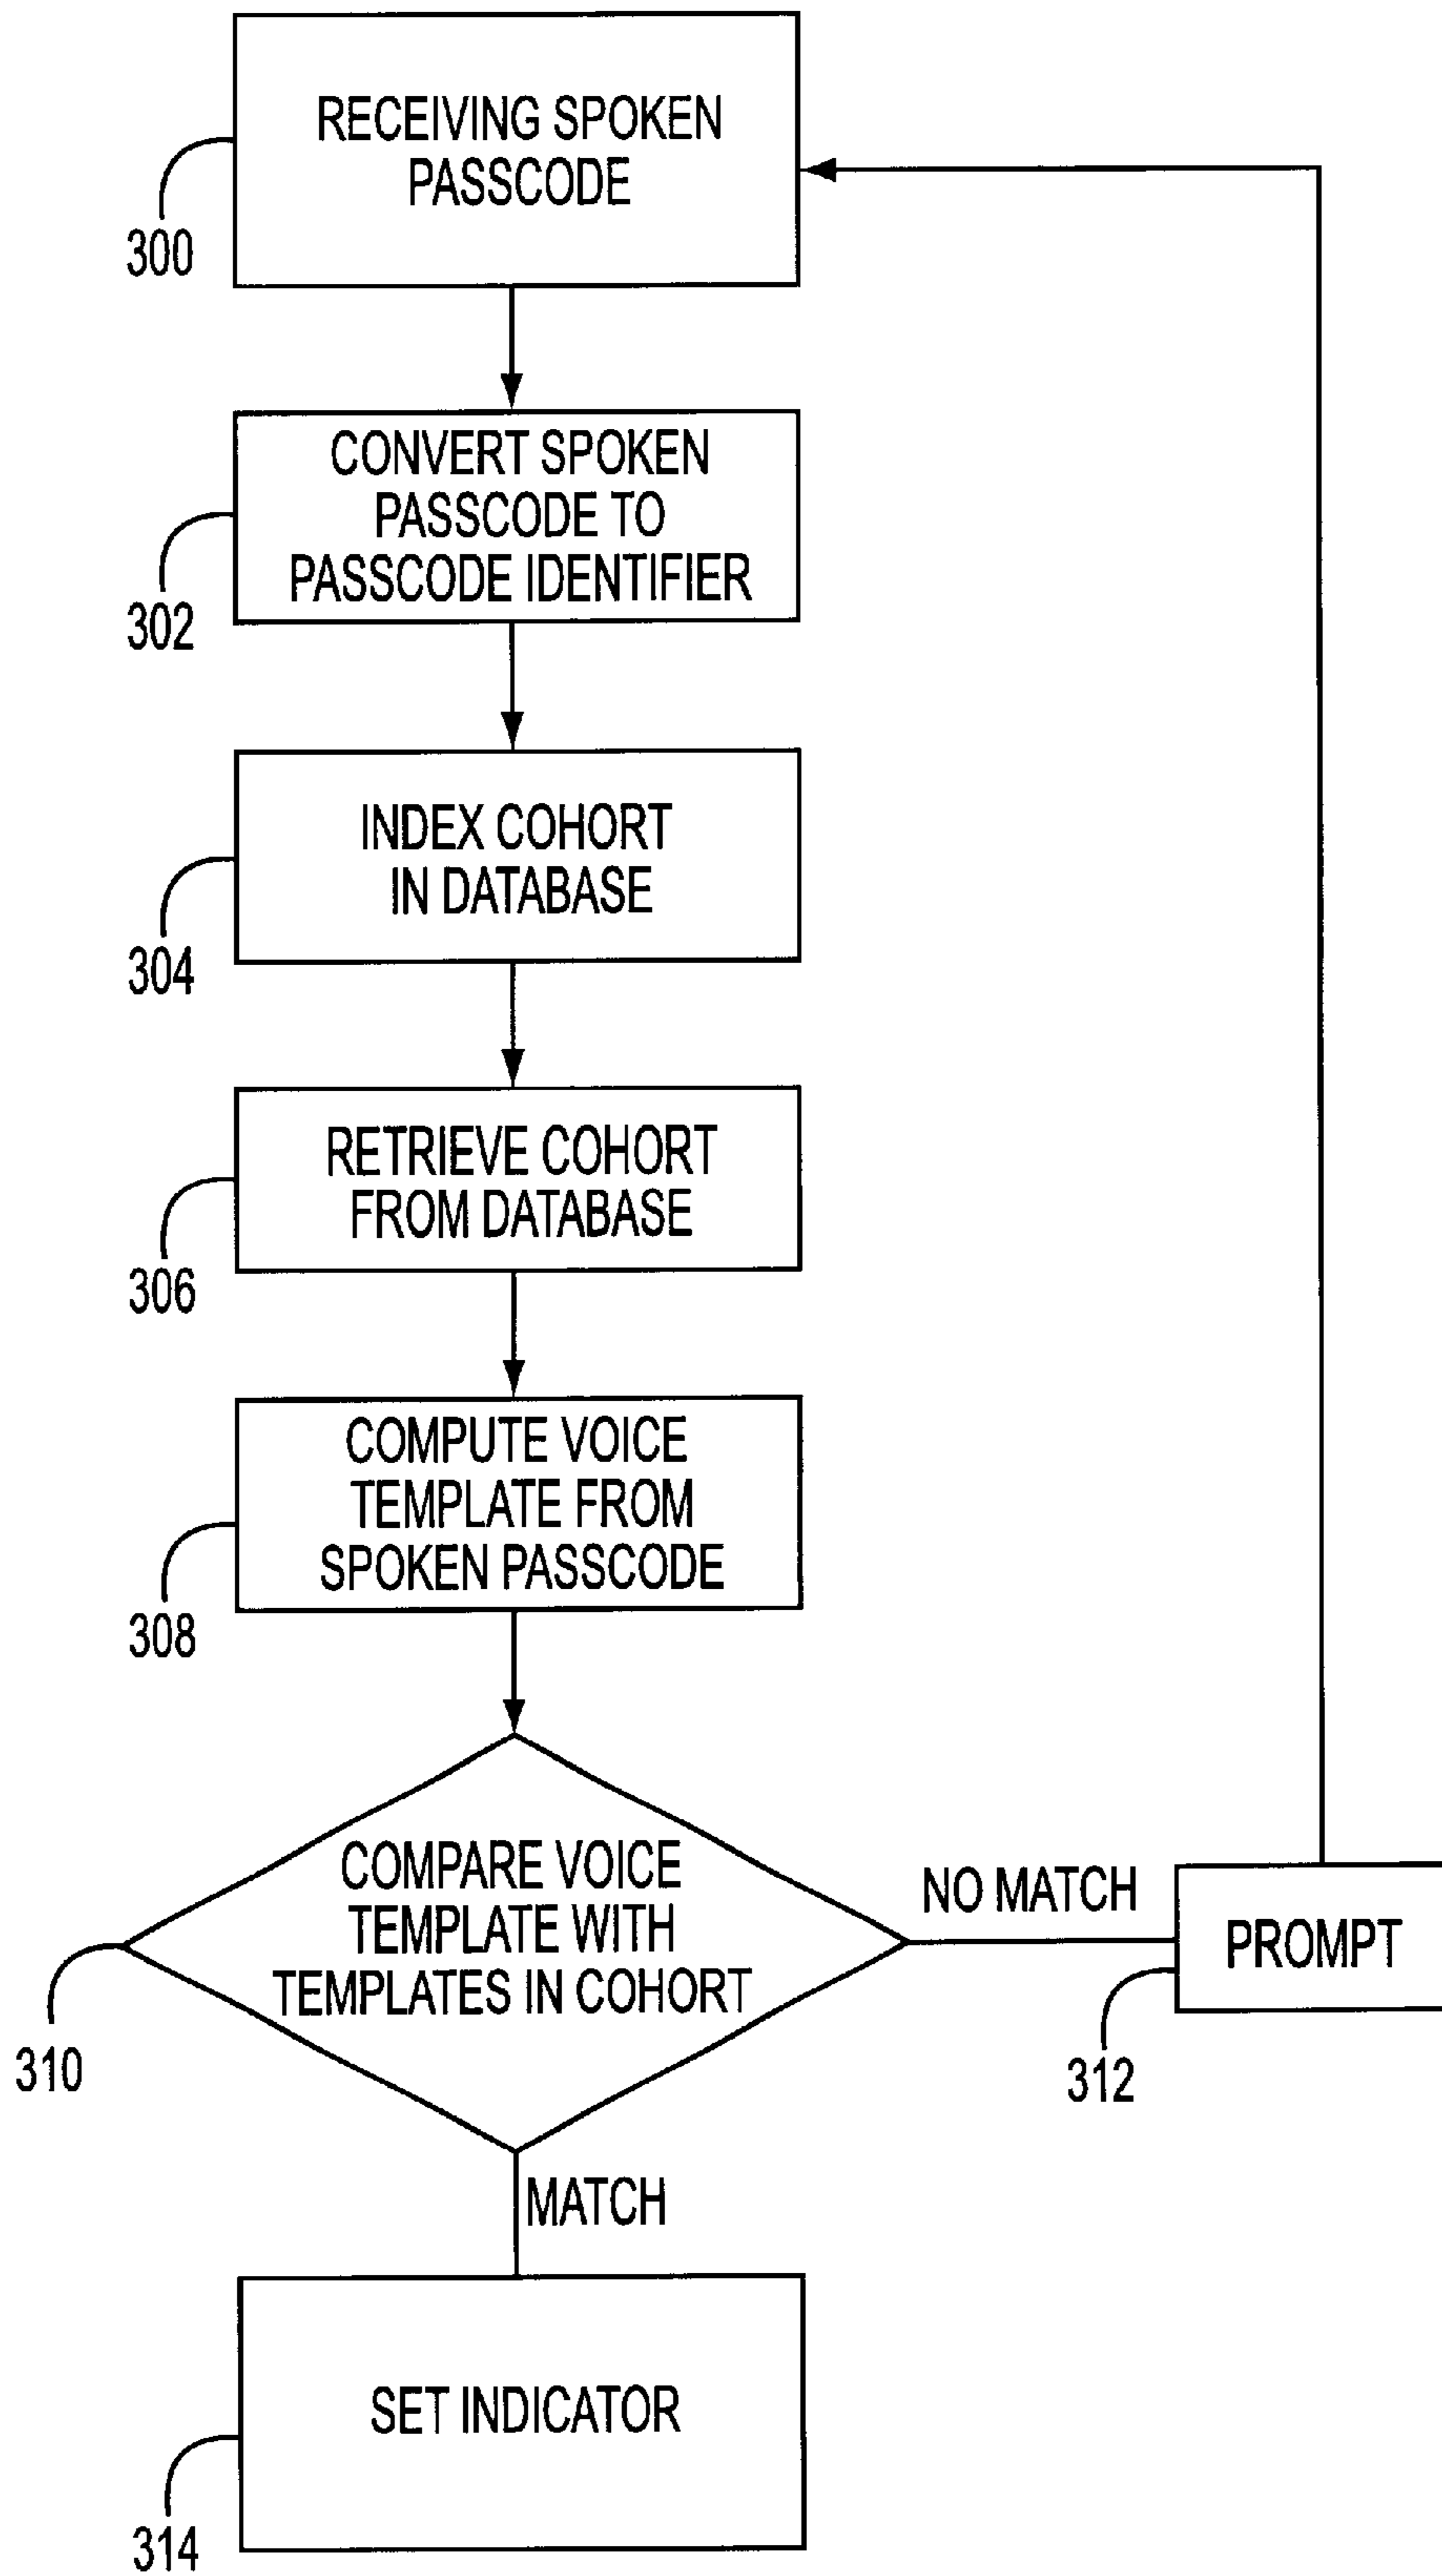 RECEIVING SPOKEN
PASSCODE
300
CONVERT SPOKEN
PASSCODE TO
PASSCODE IDENTIFIER
302
INDEX COHORT
IN DATABASE
304
RETRIEVE COHORT
FROM DATABASE
306
COMPUTE VOICE
TEMPLATE FROM
SPOKEN PASSCODE
308
COMPARE VOICE
TEMPLATE WITH
TEMPLATES IN COHORT
310
NO MATCH
PROMPT
312
MATCH
SET INDICATOR
314